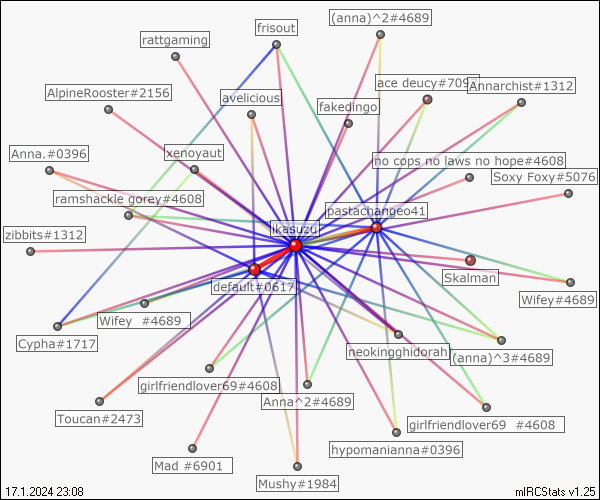 (anna)^2#4689
frisout
rattgaming
ace deucy#709
Annarchist#1312
AlpineRooster#2156
avelicious
fakedingo
Anna.#0396
xenoyaut
no cops no laws no hope#4608
Soxy Foxy#5076
ramshackle gorey#4608
pastachangeo41
zibbits#1312
likasuzu
Skalman
default#0617
Wifey#4689
Wifey #4689
Cypha#1717
neokingghidorah
(anna)^3#4689
girlfriendlover69#4608
Anna^2#4689
Toucan#2473
girlfriendlover69 #4608
hypomanianna#0396
Mad #6901
Mushy#1984
17.1.2024 23:08
mIRCStats v1.25